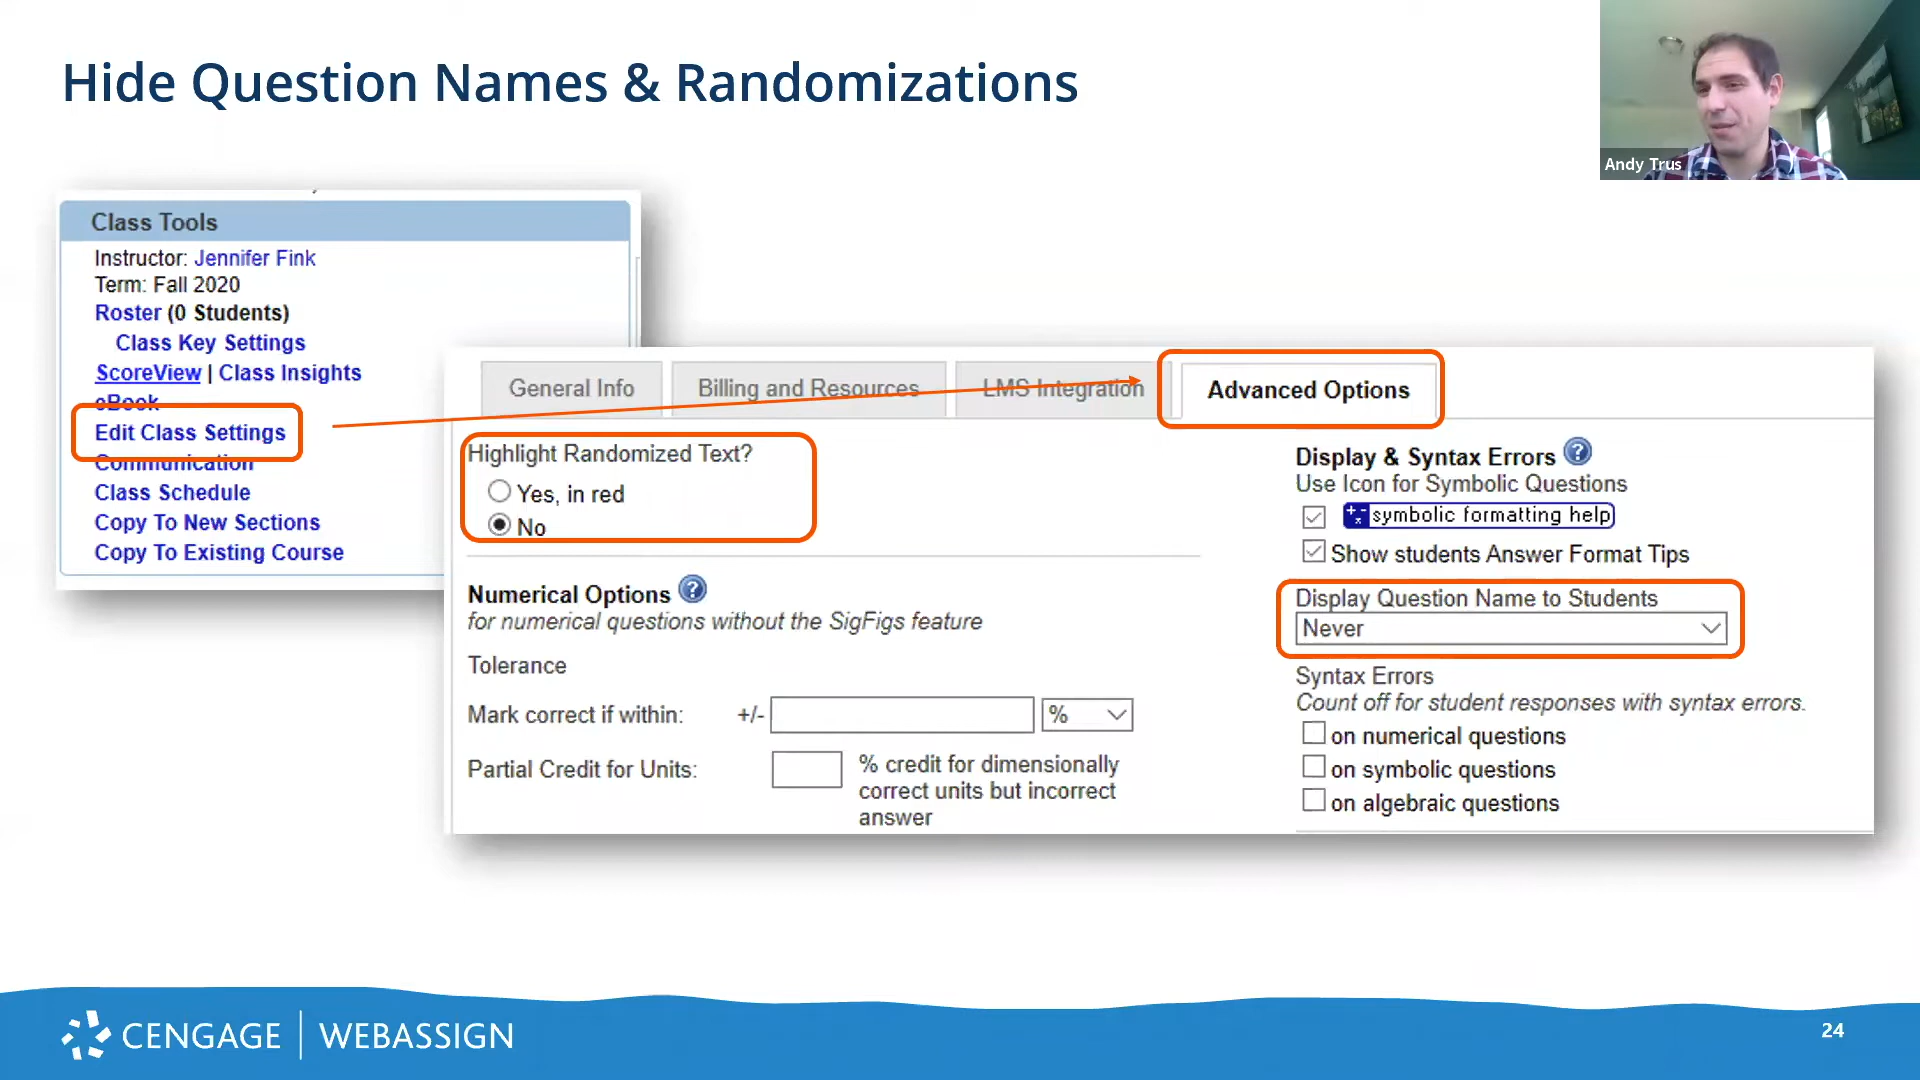 Hide Question Names & Randomizations
Andy Trus
Class Tools
Instructor: Jennifer Fink
Term: Fall 2020
Roster (0 Students)
Class Key Settings
ScoreView | Class Insights
eBook
Edit Class Settings
Communication
Class Schedule
Copy To New Sections
Copy To Existing Course
General Info
Billing and Resources
LMS Integration
Advanced Options
Highlight Randomized Text?
Yes, in red
No
Numerical Options ?
for numerical questions without the SigFigs feature
Tolerance
Mark correct if within: +/- %
Partial Credit for Units: % credit for dimensionally
correct units but incorrect
answer
Display & Syntax Errors ?
Use Icon for Symbolic Questions
symbolic formatting help
Show students Answer Format Tips
Display Question Name to Students
Never
Syntax Errors
Count off for student responses with syntax errors.
on numerical questions
on symbolic questions
on algebraic questions
CENGAGE | WEBASSIGN
24